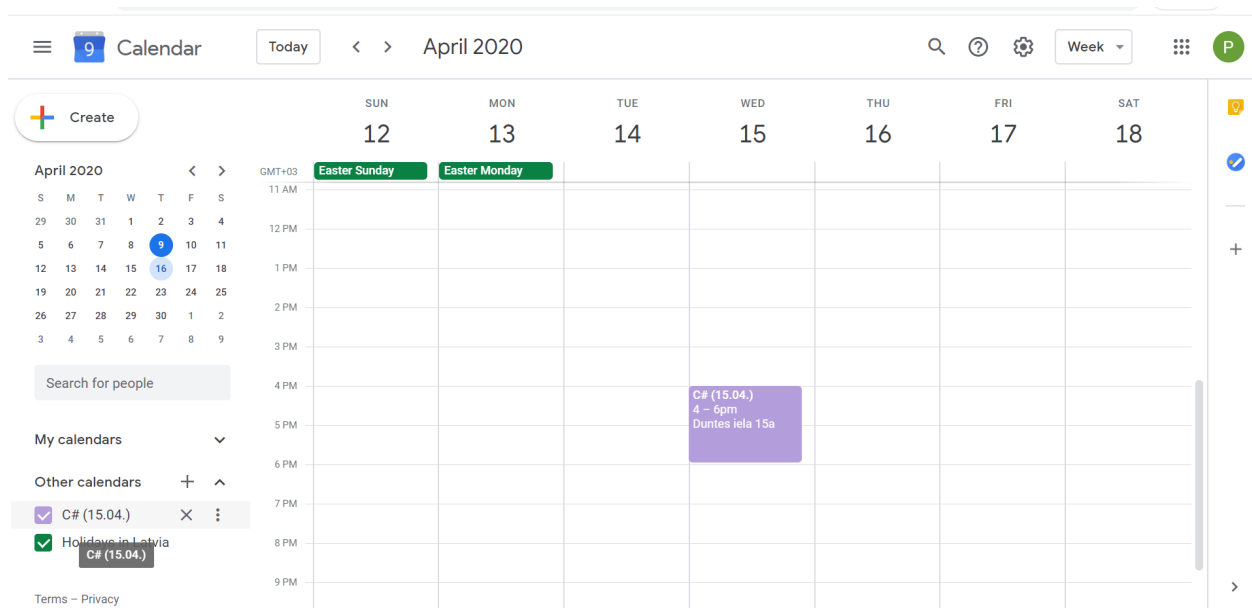 9 Calendar Today April 2020 Week P
Create
April 2020
S M T W T F S
29 30 31 1 2 3 4
5 6 7 8 9 10 11
12 13 14 15 16 17 18
19 20 21 22 23 24 25
26 27 28 29 30 1 2
3 4 5 6 7 8 9
Search for people
My calendars
Other calendars
C# (15.04.)
Holidays in Latvia
C# (15.04.)
Terms – Privacy
SUN MON TUE WED THU FRI SAT
12 13 14 15 16 17 18
GMT+03 Easter Sunday Easter Monday
11 AM
12 PM
1 PM
2 PM
3 PM
4 PM
C# (15.04.)
4 – 6pm
Duntes iela 15a
5 PM
6 PM
7 PM
8 PM
9 PM